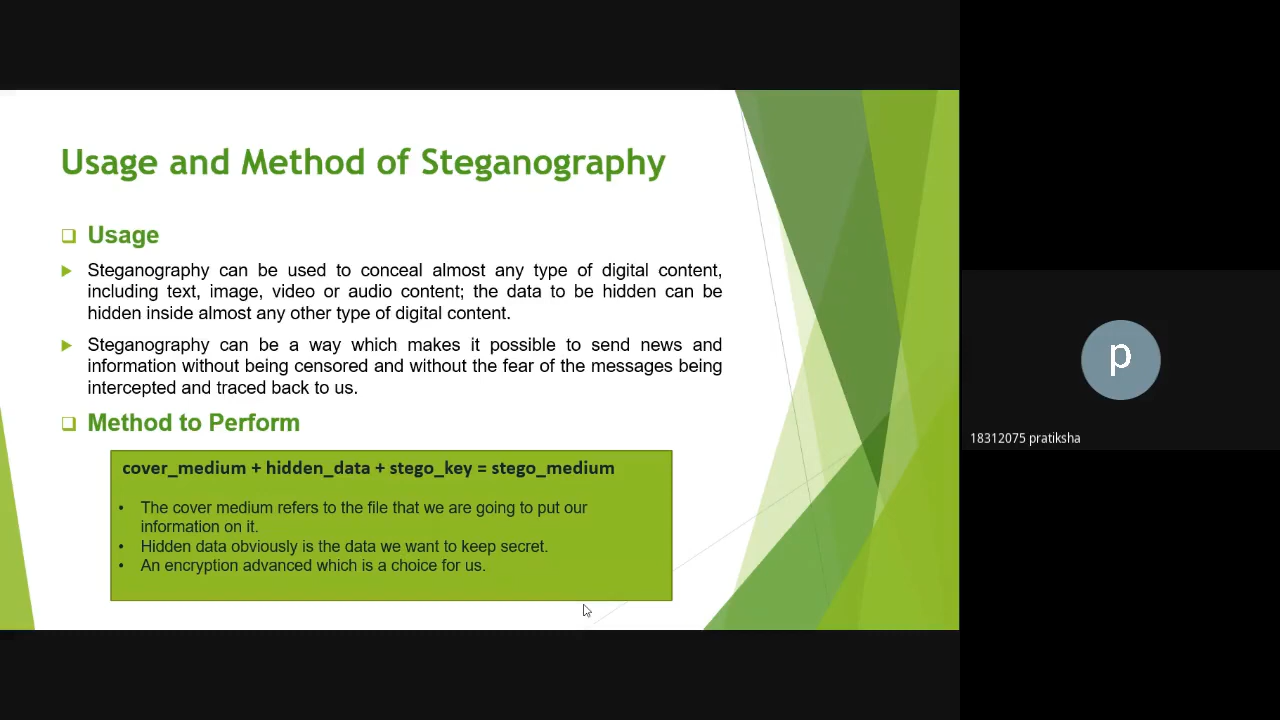 Usage and Method of Steganography
Usage
Steganography can be used to conceal almost any type of digital content,
including text, image, video or audio content; the data to be hidden can be
hidden inside almost any other type of digital content.
Steganography can be a way which makes it possible to send news and
information without being censored and without the fear of the messages being
intercepted and traced back to us.
Method to Perform
cover_medium + hidden_data + stego_key = stego_medium
• The cover medium refers to the file that we are going to put our
information on it.
• Hidden data obviously is the data we want to keep secret.
• An encryption advanced which is a choice for us.
p
18312075 pratiksha